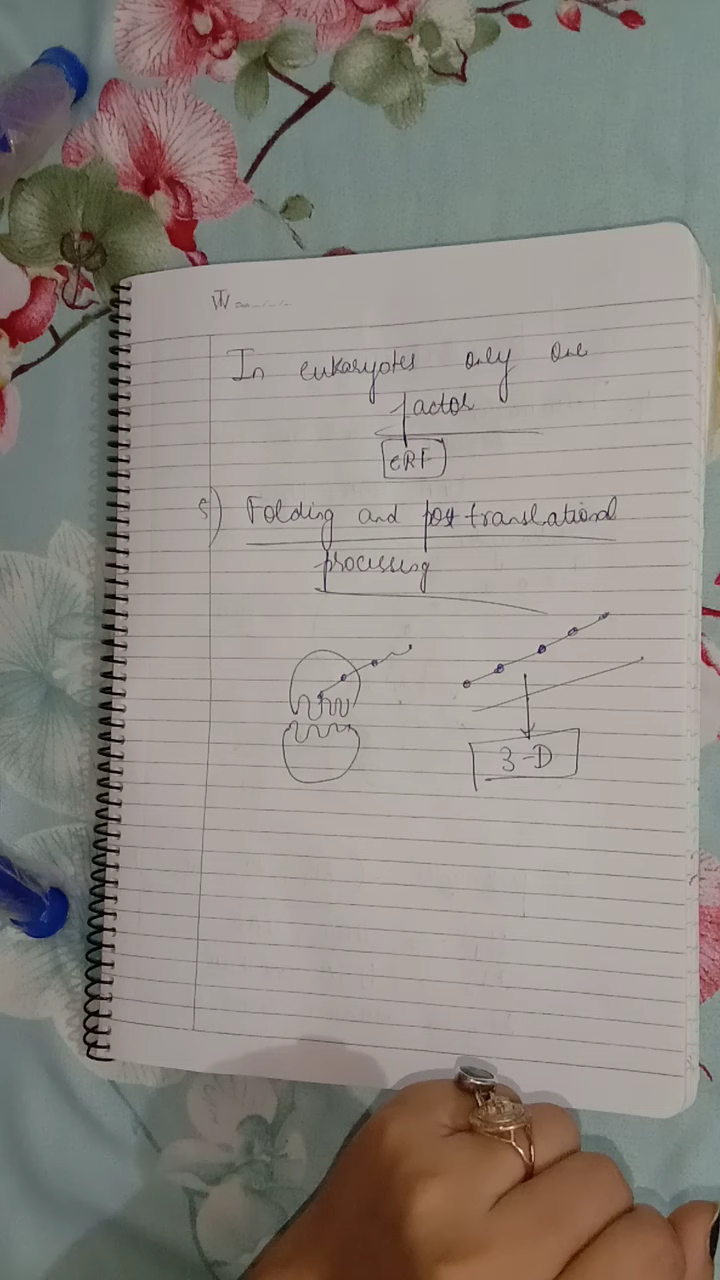 In eukaryotes only one
factor
eRF
5) Folding and post translational
processing
3-D